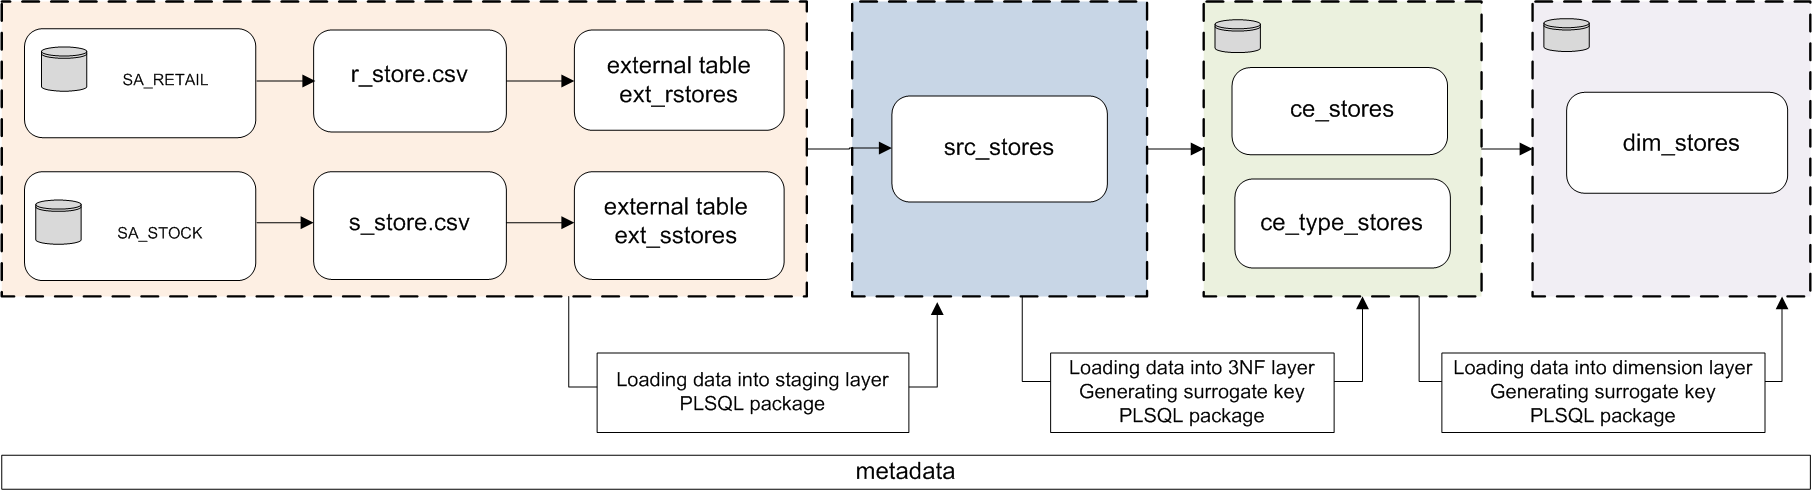 SA_RETAIL
r_store.csv
external table
ext_rstores
SA_STOCK
s_store.csv
external table
ext_sstores
src_stores
ce_stores
ce_type_stores
dim_stores
Loading data into staging layer
PLSQL package
Loading data into 3NF layer
Generating surrogate key
PLSQL package
Loading data into dimension layer
Generating surrogate key
PLSQL package
metadata